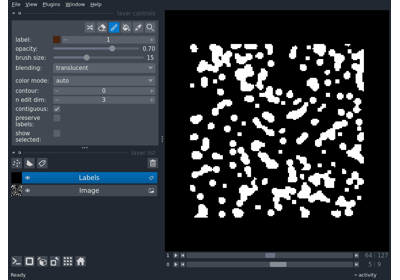 File View Plugins Window Help
layer controls
label: 1
opacity: 0.70
brush size: 15
blending: translucent
color mode: auto
contour: 0
n edit dim: 3
contiguous:
preserve
labels:
show
selected:
layer list
Labels
Image
1 64 127
0 5 9
Ready activity